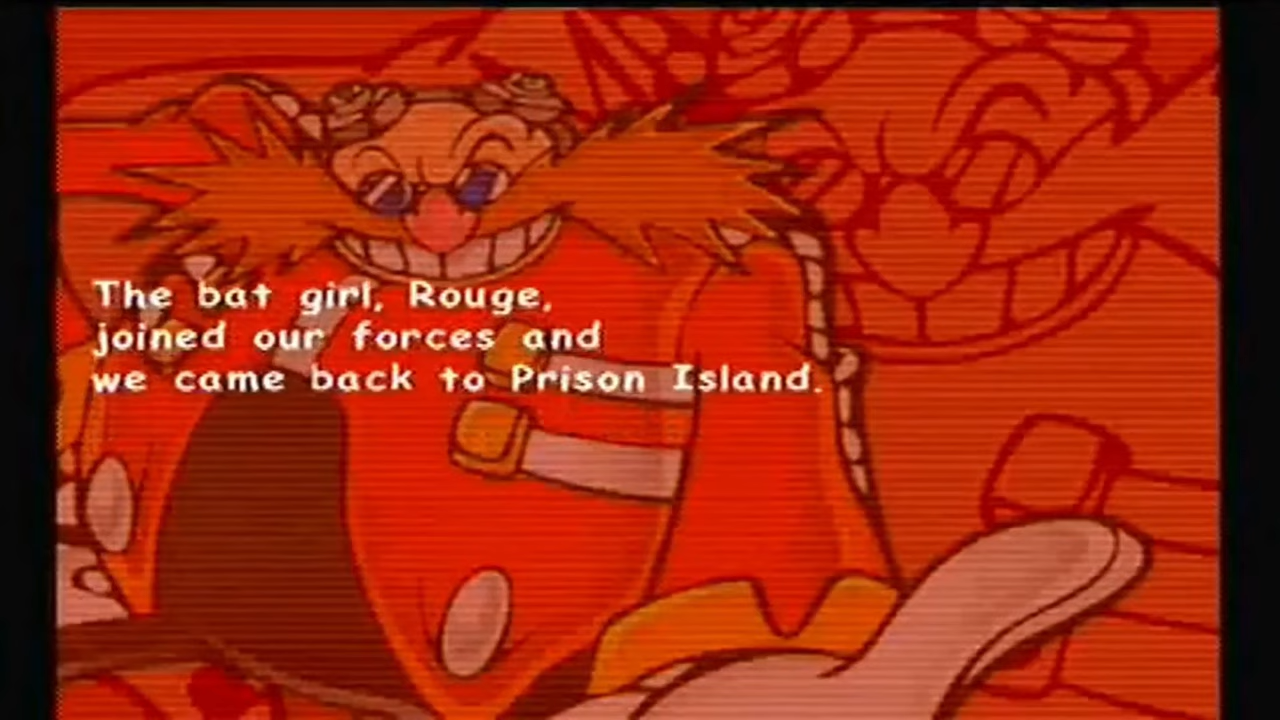 The bat girl, Rouge,
joined our forces and
we came back to Prison Island.